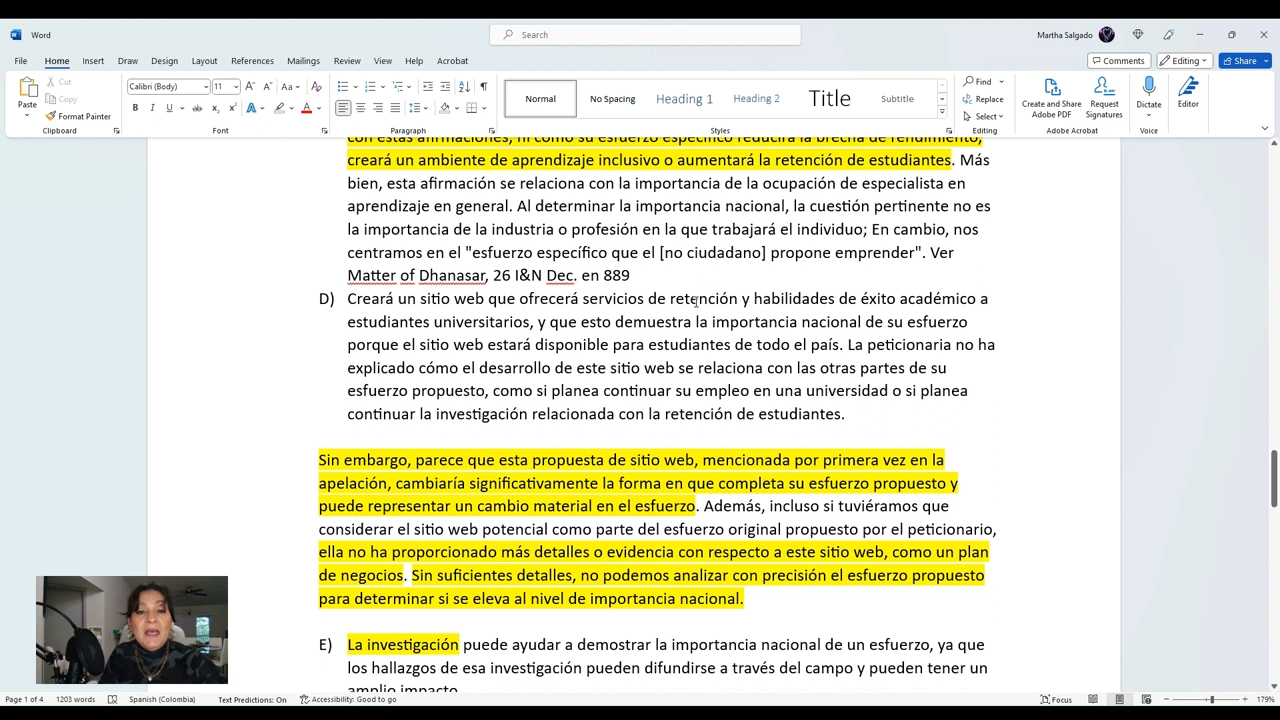 Word
Search
Martha Salgado
File Home Insert Draw Design Layout References Mailings Review View Help Acrobat
Comments Editing Share
Paste
Cut
Copy
Format Painter
Clipboard
Calibri (Body) 11
Font
Paragraph
Normal No Spacing Heading 1 Heading 2 Title Subtitle
Styles
Find
Replace
Select
Editing
Create and Share Adobe PDF
Request Signatures
Adobe Acrobat
Dictate
Voice
Editor
con estas afirmaciones, ni cómo su esfuerzo específico reducirá la brecha de rendimiento,
creará un ambiente de aprendizaje inclusivo o aumentará la retención de estudiantes. Más
bien, esta afirmación se relaciona con la importancia de la ocupación de especialista en
aprendizaje en general. Al determinar la importancia nacional, la cuestión pertinente no es
la importancia de la industria o profesión en la que trabajará el individuo; En cambio, nos
centramos en el "esfuerzo específico que el [no ciudadano] propone emprender". Ver
Matter of Dhanasar, 26 I&N Dec. en 889
D) Creará un sitio web que ofrecerá servicios de retención y habilidades de éxito académico a
estudiantes universitarios, y que esto demuestra la importancia nacional de su esfuerzo
porque el sitio web estará disponible para estudiantes de todo el país. La peticionaria no ha
explicado cómo el desarrollo de este sitio web se relaciona con las otras partes de su
esfuerzo propuesto, como si planea continuar su empleo en una universidad o si planea
continuar la investigación relacionada con la retención de estudiantes.
Sin embargo, parece que esta propuesta de sitio web, mencionada por primera vez en la
apelación, cambiaría significativamente la forma en que completa su esfuerzo propuesto y
puede representar un cambio material en el esfuerzo. Además, incluso si tuviéramos que
considerar el sitio web potencial como parte del esfuerzo original propuesto por el peticionario,
ella no ha proporcionado más detalles o evidencia con respecto a este sitio web, como un plan
de negocios. Sin suficientes detalles, no podemos analizar con precisión el esfuerzo propuesto
para determinar si se eleva al nivel de importancia nacional.
E) La investigación puede ayudar a demostrar la importancia nacional de un esfuerzo, ya que
los hallazgos de esa investigación pueden difundirse a través del campo y pueden tener un
amplio impacto
Page 1 of 4 1203 words Spanish (Colombia) Text Predictions: On Accessibility: Good to go Focus 179%